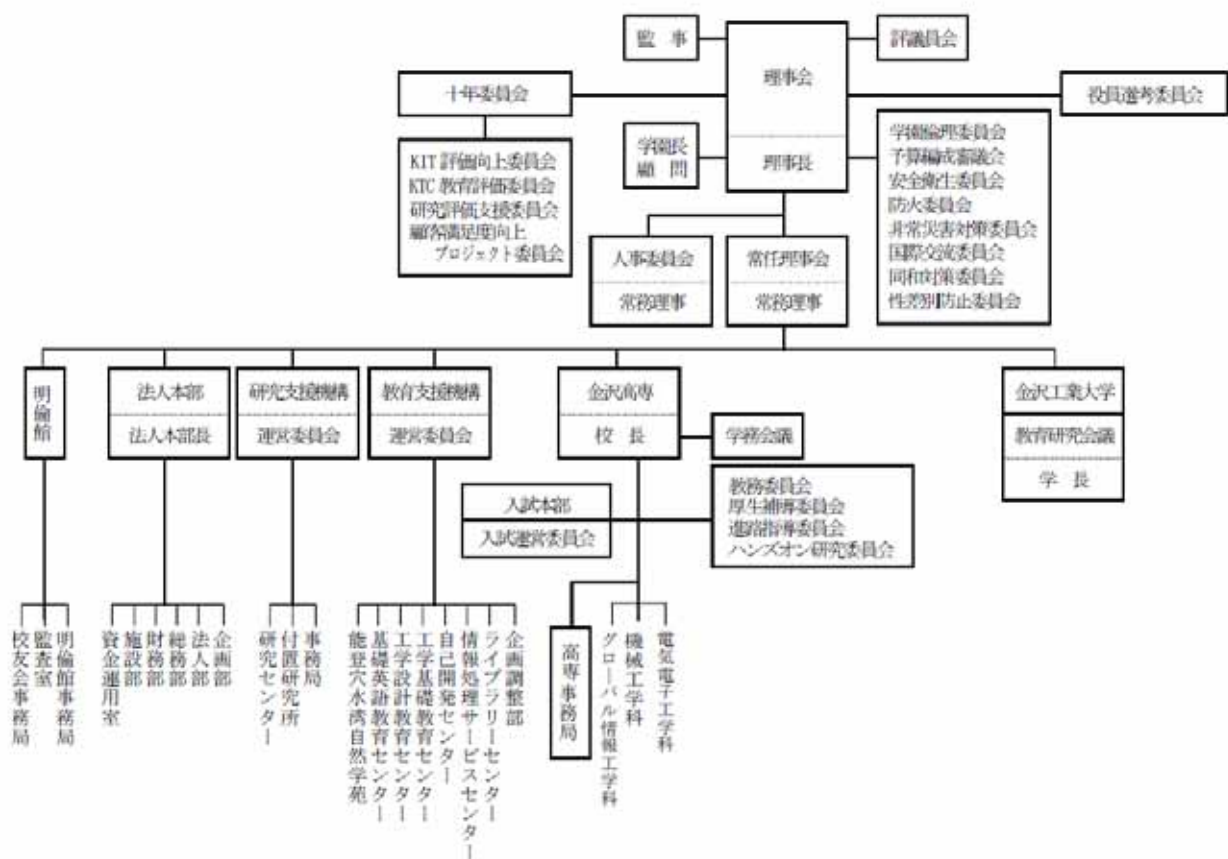 監 事
理事会
評議員会
十年委員会
役員選考委員会
学園長
顧 問
理事長
KIT 評価向上委員会
KTC 教育評価委員会
研究評価支援委員会
顧客満足度向上
プロジェクト委員会
学園倫理委員会
予算編成審議会
安全衛生委員会
防火委員会
非常災害対策委員会
国際交流委員会
同和対策委員会
性差別防止委員会
人事委員会
常務理事
常任理事会
常務理事
明倫館
法人本部
法人本部長
研究支援機構
運営委員会
教育支援機構
運営委員会
金沢高専
校 長
学務会議
金沢工業大学
教育研究会議
学 長
入試本部
入試運営委員会
教務委員会
厚生補導委員会
進路指導委員会
ハンズオン研究委員会
校友会事務局
監査室
明倫館事務局
資金運用室
施設部
財務部
総務部
法人部
企画部
研究センター
付置研究所
事務局
能登穴水湾自然学苑
基礎英語教育センター
工学設計教育センター
工学基礎教育センター
自己開発センター
情報処理サービスセンター
ライブラリーセンター
企画調整部
高専事務局
グローバル情報工学科
機械工学科
電気電子工学科